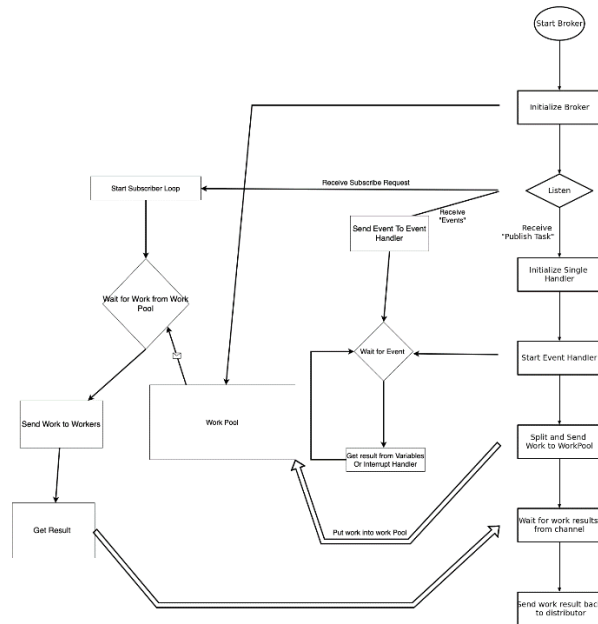 Start Broker
Initialize Broker
Start Subscriber Loop
Receive Subscribe Request
Listen
Receive
"Events"
Send Event To Event
Handler
Receive
"Publish Task"
Initialize Single
Handler
Wait for Work from Work
Pool
Wait for Event
Start Event Handler
Send Work to Workers
Work Pool
Get result from Variables
Or Interrupt Handler
Split and Send
Work to WorkPool
Get Result
Put work into work Pool
Wait for work results
from channel
Send work result back
to distributor